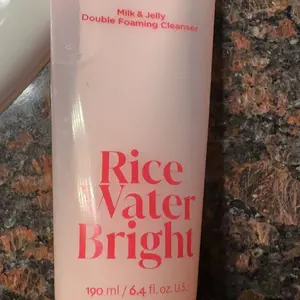 Milk & Jelly
Double Foaming Cleanser
Rice
Water
Bright
190 ml / 6.4 fl. oz. U.S.